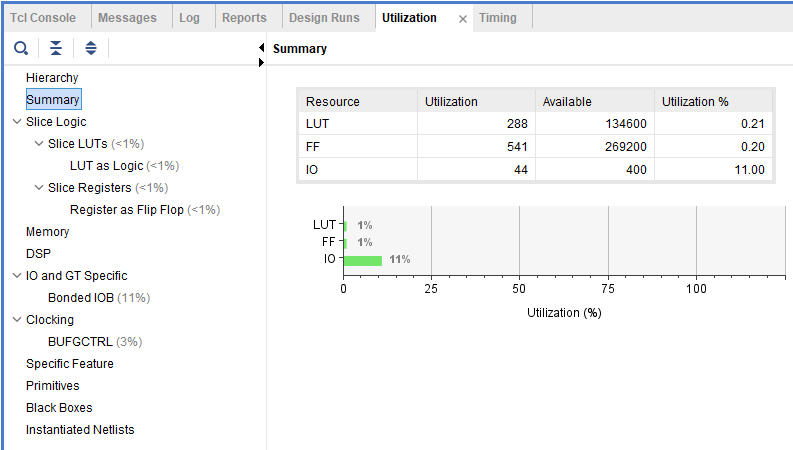 Tcl Console Messages Log Reports Design Runs Utilization × Timing
Summary
Hierarchy
Summary
Slice Logic
Slice LUTs (<1%)
LUT as Logic (<1%)
Slice Registers (<1%)
Register as Flip Flop (<1%)
Memory
DSP
IO and GT Specific
Bonded IOB (11%)
Clocking
BUFGCTRL (3%)
Specific Feature
Primitives
Black Boxes
Instantiated Netlists
Resource Utilization Available Utilization %
LUT 288 134600 0.21
FF 541 269200 0.20
IO 44 400 11.00
LUT 1%
FF 1%
IO 11%
0 25 50 75 100
Utilization (%)